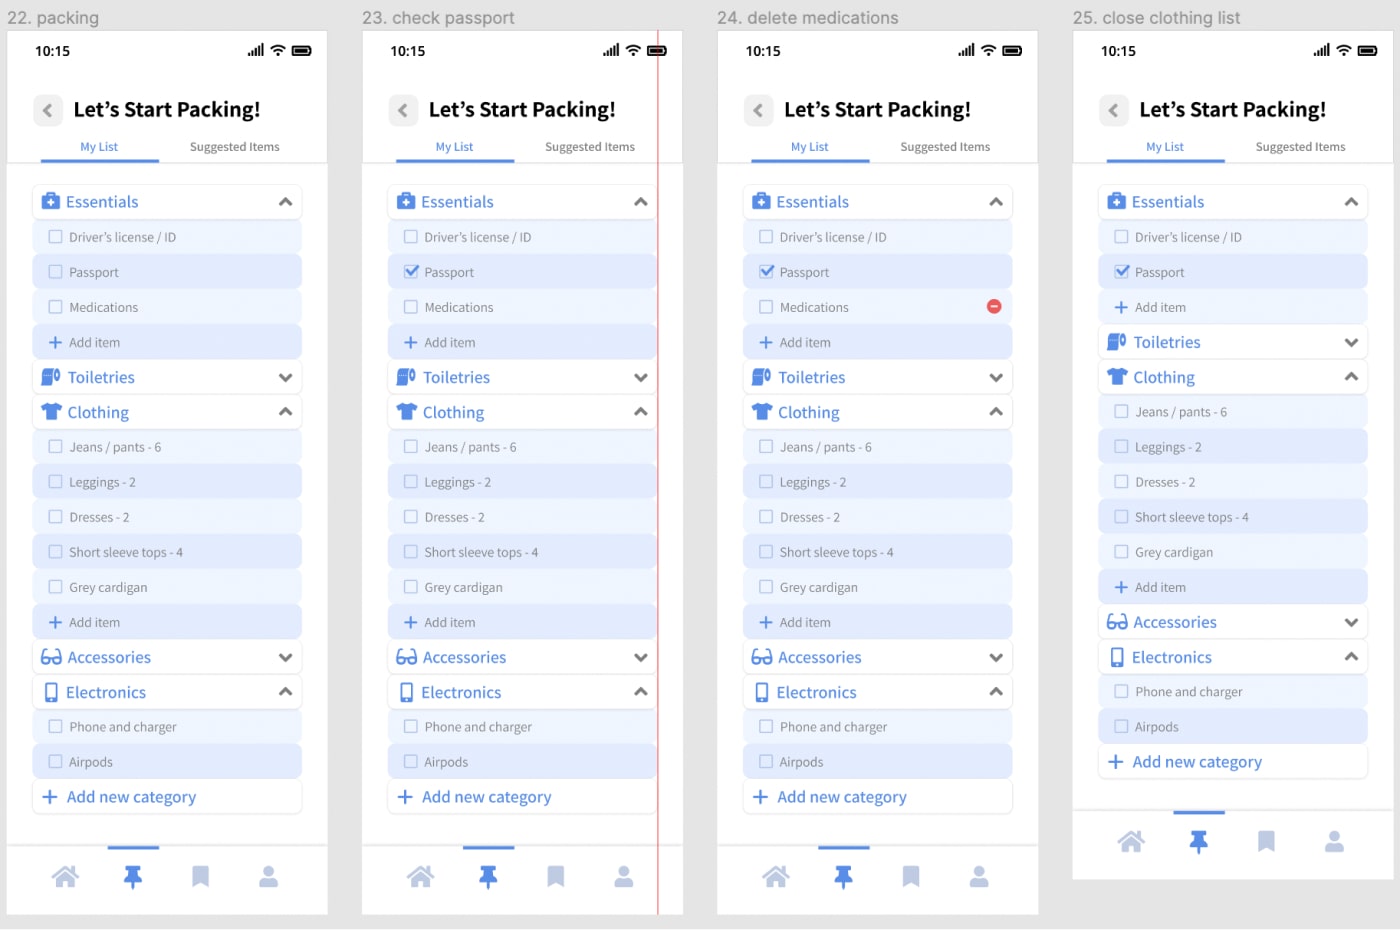 22. packing
10:15
Let's Start Packing!
My List
Suggested Items
Essentials
Driver's license / ID
Passport
Medications
Add item
Toiletries
Clothing
Jeans / pants - 6
Leggings - 2
Dresses - 2
Short sleeve tops - 4
Grey cardigan
Add item
Accessories
Electronics
Phone and charger
Airpods
Add new category
23. check passport
10:15
Let's Start Packing!
My List
Suggested Items
Essentials
Driver's license / ID
Passport
Medications
Add item
Toiletries
Clothing
Jeans / pants - 6
Leggings - 2
Dresses - 2
Short sleeve tops - 4
Grey cardigan
Add item
Accessories
Electronics
Phone and charger
Airpods
Add new category
24. delete medications
10:15
Let's Start Packing!
My List
Suggested Items
Essentials
Driver's license / ID
Passport
Medications
Add item
Toiletries
Clothing
Jeans / pants - 6
Leggings - 2
Dresses - 2
Short sleeve tops - 4
Grey cardigan
Add item
Accessories
Electronics
Phone and charger
Airpods
Add new category
25. close clothing list
10:15
Let's Start Packing!
My List
Suggested Items
Essentials
Driver's license / ID
Passport
Add item
Toiletries
Clothing
Jeans / pants - 6
Leggings - 2
Dresses - 2
Short sleeve tops - 4
Grey cardigan
Add item
Accessories
Electronics
Phone and charger
Airpods
Add new category